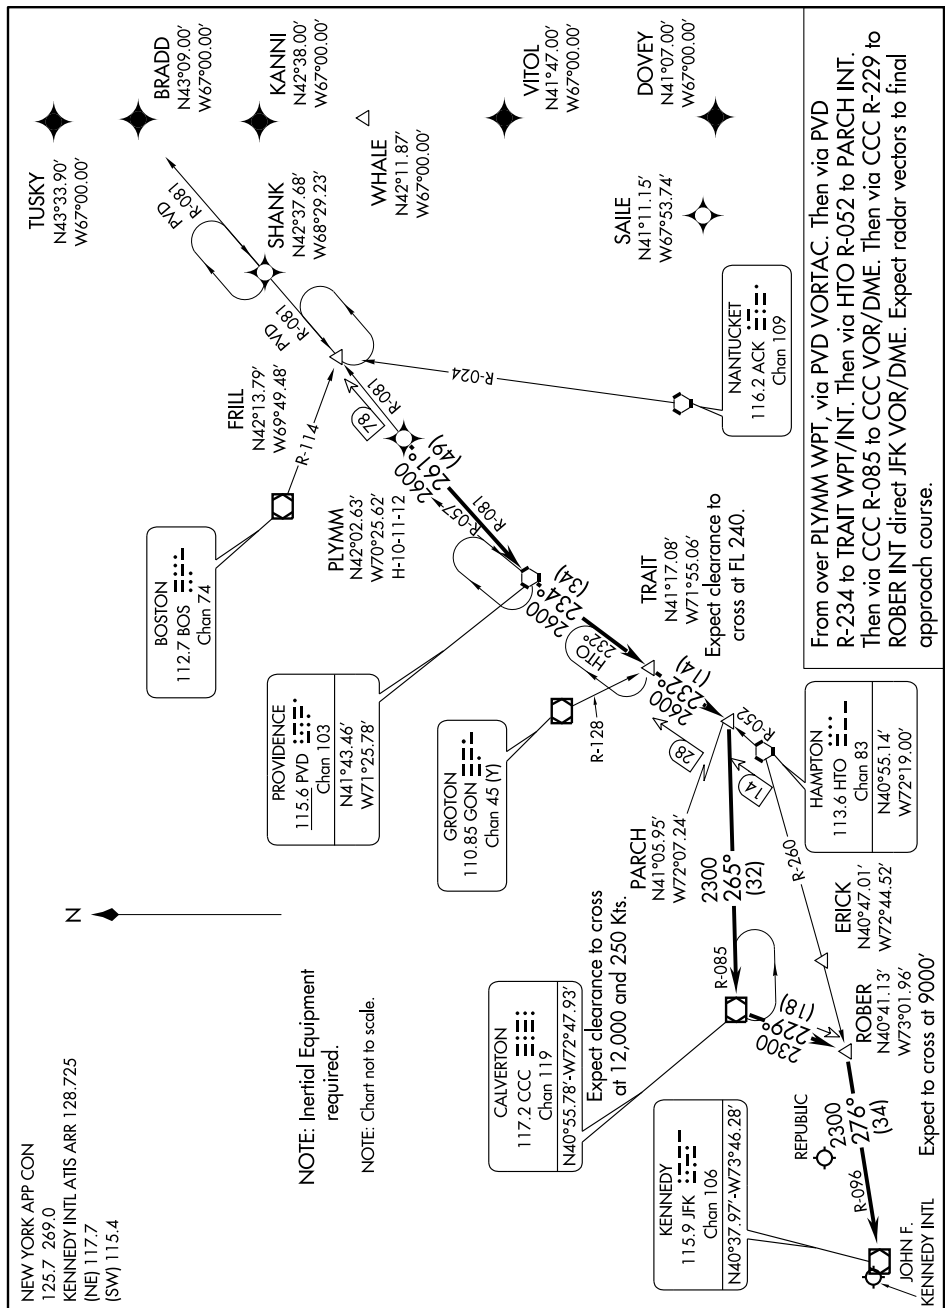 NEW YORK APP CON
125.7 269.0
KENNEDY INTL ATIS ARR 128.725
(NE) 117.7
(SW) 115.4
N
NOTE: Inertial Equipment
required.
NOTE: Chart not to scale.
TUSKY
N43°33.90′
W67°00.00′
BRADD
N43°09.00′
W67°00.00′
KANNI
N42°38.00′
W67°00.00′
WHALE
N42°11.87′
W67°00.00′
VITOL
N41°47.00′
W67°00.00′
DOVEY
N41°07.00′
W67°00.00′
SAILE
N41°11.15′
W67°53.74′
PVD
R-081
SHANK
N42°37.68′
W68°29.23′
PVD
R-081
FRILL
N42°13.79′
W69°49.48′
R-114
R-024
R-081
78
BOSTON
112.7 BOS
Chan 74
NANTUCKET
116.2 ACK
Chan 109
PLYMM
N42°02.63′
W70°25.62′
H-10-11-12
2600
261°
(49)
R-057
R-081
PROVIDENCE
115.6 PVD
Chan 103
N41°43.46′
W71°25.78′
2600
234°
(34)
HTO
232°
TRAIT
N41°17.08′
W71°55.06′
Expect clearance to
cross at FL 240.
GROTON
110.85 GON
Chan 45 (Y)
R-128
2600
232°
(14)
28
PARCH
N41°05.95′
W72°07.24′
R-052
14
HAMPTON
113.6 HTO
Chan 83
N40°55.14′
W72°19.00′
2300
265°
(32)
R-260
R-085
ERICK
N40°47.01′
W72°44.52′
CALVERTON
117.2 CCC
Chan 119
N40°55.78′-W72°47.93′
Expect clearance to cross
at 12,000 and 250 Kts.
2300
229°
(18)
ROBER
N40°41.13′
W73°01.96′
Expect to cross at 9000′
REPUBLIC
2300
276°
(34)
R-096
KENNEDY
115.9 JFK
Chan 106
N40°37.97′-W73°46.28′
JOHN F.
KENNEDY INTL
From over PLYMM WPT, via PVD VORTAC. Then via PVD
R-234 to TRAIT WPT/INT. Then via HTO R-052 to PARCH INT.
Then via CCC R-085 to CCC VOR/DME. Then via CCC R-229 to
ROBER INT direct JFK VOR/DME. Expect radar vectors to final
approach course.